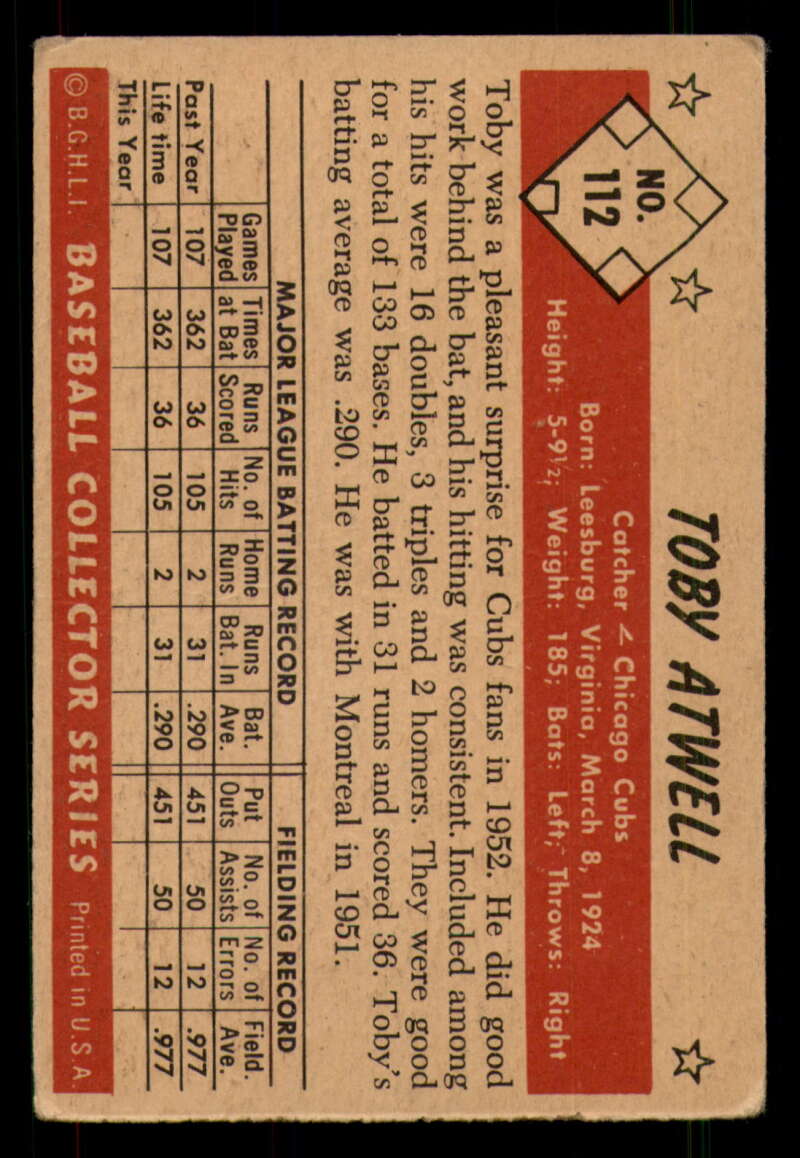 TOBY ATWELL
NO.
112
Catcher — Chicago Cubs
Born: Leesburg, Virginia, March 8, 1924
Height: 5-9½; Weight: 185; Bats: Left; Throws: Right
Toby was a pleasant surprise for Cubs fans in 1952. He did good
work behind the bat, and his hitting was consistent. Included among
his hits were 16 doubles, 3 triples and 2 homers. They were good
for a total of 133 bases. He batted in 31 runs and scored 36. Toby's
batting average was .290. He was with Montreal in 1951.
MAJOR LEAGUE BATTING RECORD FIELDING RECORD
Games Times Runs No. of Home Runs Bat. Put No. of No. of Field.
Played at Bat Scored Hits Runs Bat. In Ave. Outs Assists Errors Ave.
Past Year 107 362 36 105 2 31 .290 451 50 12 .977
Life time 107 362 36 105 2 31 .290 451 50 12 .977
This Year
© B.G.H.L.I. BASEBALL COLLECTOR SERIES Printed in U.S.A.